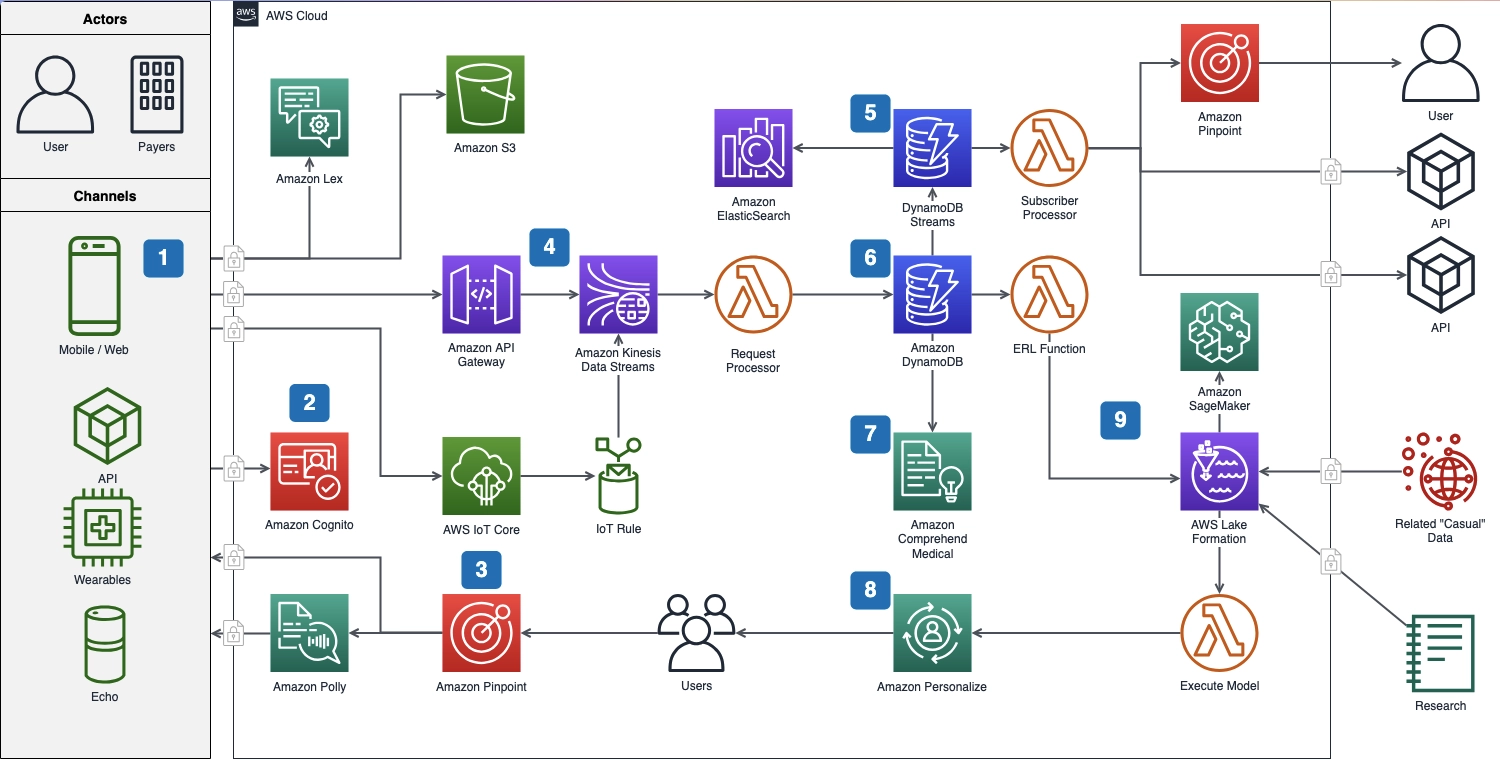 Actors
aws
AWS Cloud
User
Payers
Channels
1
Mobile / Web
API
Wearables
Echo
Amazon Lex
Amazon S3
4
Amazon API
Gateway
Amazon Kinesis
Data Streams
Request
Processor
2
Amazon Cognito
AWS IoT Core
IoT Rule
3
Amazon Polly
Amazon Pinpoint
Users
5
Amazon
ElasticSearch
DynamoDB
Streams
Subscriber
Processor
6
Amazon
DynamoDB
ERL Function
7
Amazon
Comprehend
Medical
8
Amazon Personalize
9
Amazon
Pinpoint
Amazon
SageMaker
AWS Lake
Formation
Execute Model
User
API
API
Related "Casual"
Data
Research